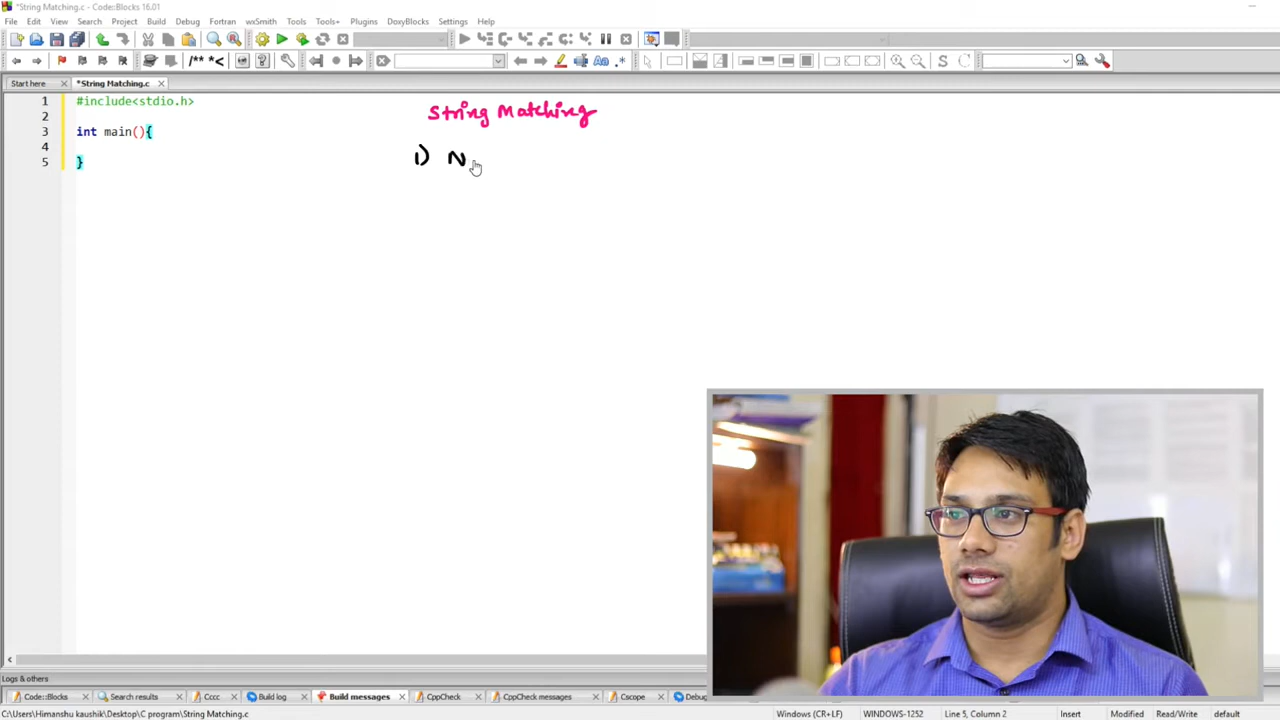 *String Matching.c - Code::Blocks 16.01
File Edit View Search Project Build Debug Fortran wxSmith Tools Tools+ Plugins DoxyBlocks Settings Help
/** *<
Aa .*
S C
Start here
*String Matching.c
1 #include<stdio.h>
2
3 int main(){
4
5 }
String Matching
1) N
Logs & others
Code::Blocks Search results Cccc Build log Build messages CppCheck CppCheck messages Cscope Debug
C:\Users\Himanshu kaushik\Desktop\C program\String Matching.c Windows (CR+LF) WINDOWS-1252 Line 5, Column 2 Insert Modified Read/Write default